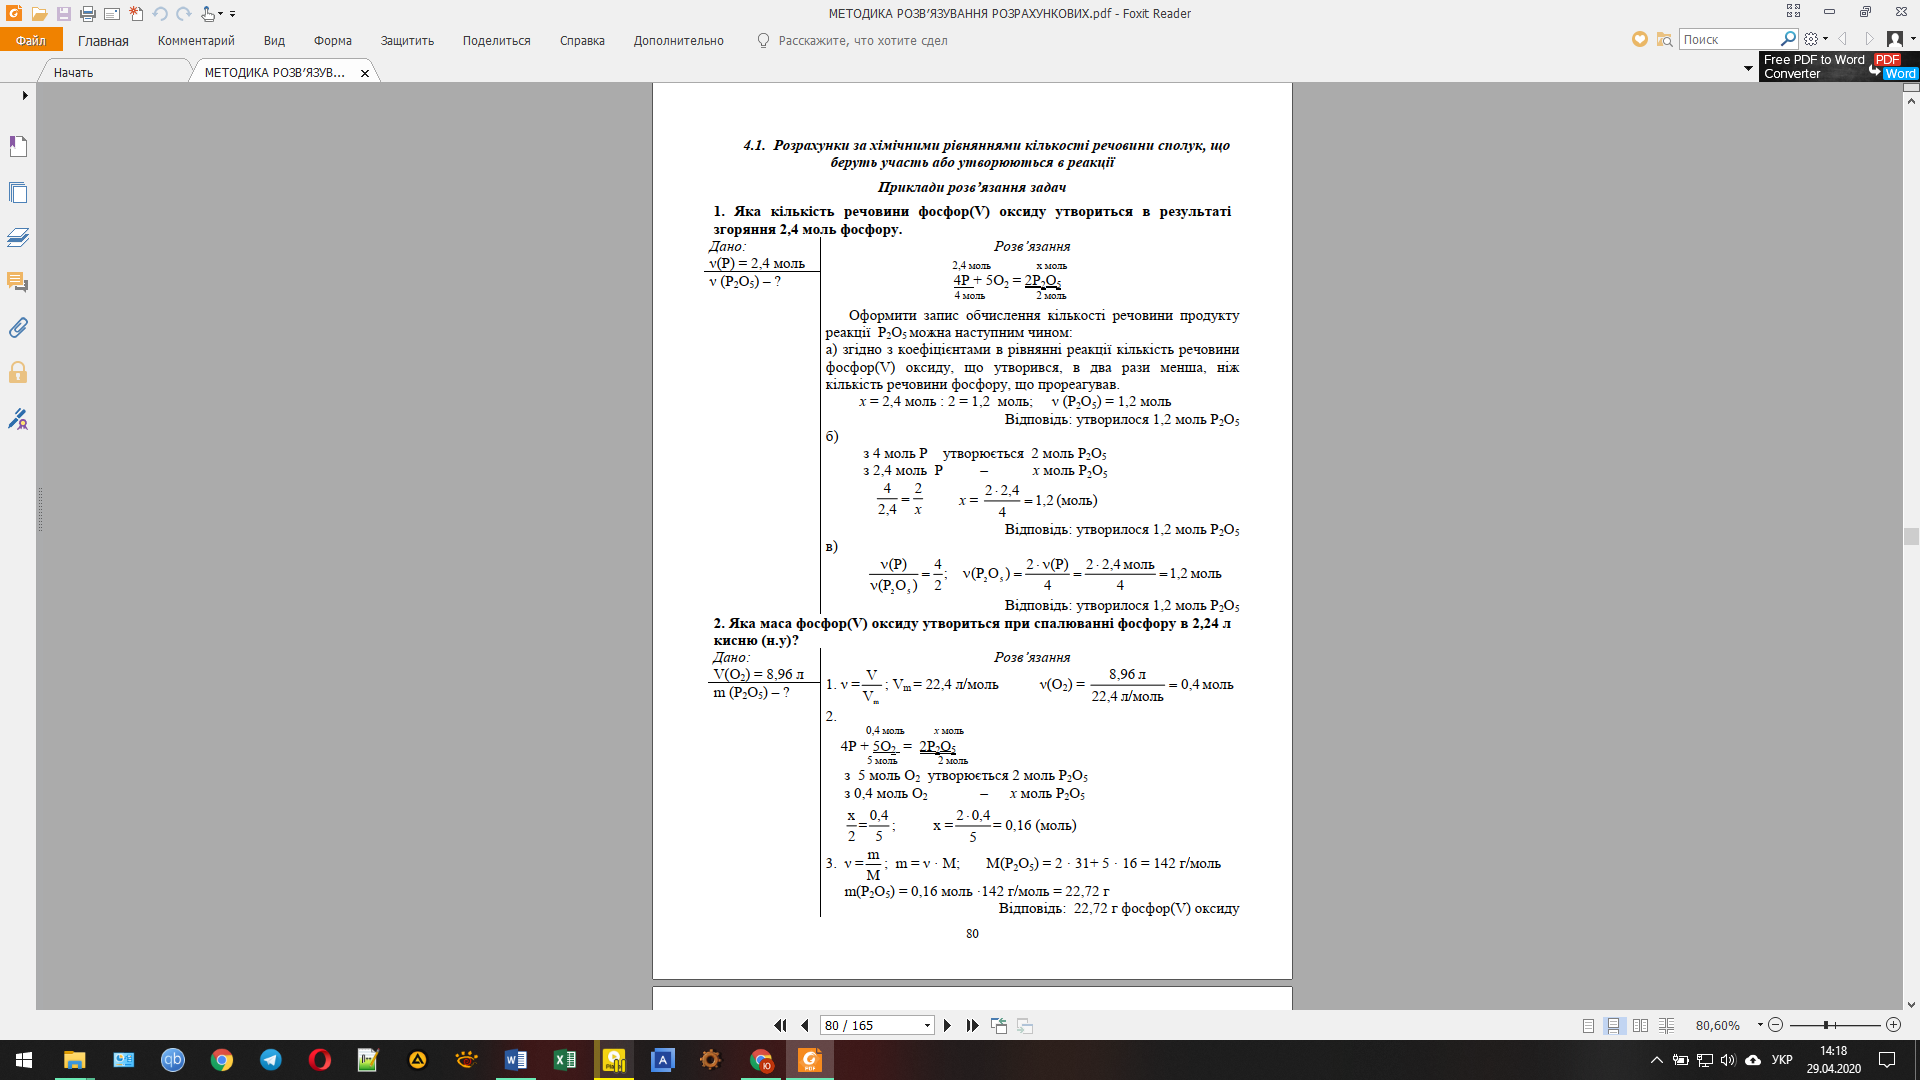 МЕТОДИКА РОЗВ'ЯЗУВАННЯ РОЗРАХУНКОВИХ.pdf - Foxit Reader
Файл Главная Комментарий Вид Форма Защитить Поделиться Справка Дополнительно Расскажите, что хотите сдел Поиск
Начать МЕТОДИКА РОЗВ'ЯЗУВ...
Free PDF to Word PDF
Converter Word
4.1. Розрахунки за хімічними рівняннями кількості речовини сполук, що
беруть участь або утворюються в реакції
Приклади розв'язання задач
1. Яка кількість речовини фосфор(V) оксиду утвориться в результаті
згоряння 2,4 моль фосфору.
Дано:
ν(P) = 2,4 моль
ν (P₂O₅) – ?
Розв'язання
2,4 моль x моль
4P + 5O₂ = 2P₂O₅
4 моль 2 моль
Оформити запис обчислення кількості речовини продукту
реакції P₂O₅ можна наступним чином:
а) згідно з коефіцієнтами в рівнянні реакції кількість речовини
фосфор(V) оксиду, що утворився, в два рази менша, ніж
кількість речовини фосфору, що прореагував.
x = 2,4 моль : 2 = 1,2 моль; ν (P₂O₅) = 1,2 моль
Відповідь: утворилося 1,2 моль P₂O₅
б)
з 4 моль P утворюється 2 моль P₂O₅
з 2,4 моль P – x моль P₂O₅
4/2,4 = 2/x x = 2 · 2,4/4 = 1,2 (моль)
Відповідь: утворилося 1,2 моль P₂O₅
в)
ν(P)/ν(P₂O₅) = 4/2; ν(P₂O₅) = 2 · ν(P)/4 = 2 · 2,4 моль/4 = 1,2 моль
Відповідь: утворилося 1,2 моль P₂O₅
2. Яка маса фосфор(V) оксиду утвориться при спалюванні фосфору в 2,24 л
кисню (н.у)?
Дано:
V(O₂) = 8,96 л
m (P₂O₅) – ?
Розв'язання
1. ν = V/Vₘ ; Vₘ = 22,4 л/моль ν(O₂) = 8,96 л/22,4 л/моль = 0,4 моль
2.
0,4 моль x моль
4P + 5O₂ = 2P₂O₅
5 моль 2 моль
з 5 моль O₂ утворюється 2 моль P₂O₅
з 0,4 моль O₂ – x моль P₂O₅
x/2 = 0,4/5 ; x = 2 · 0,4/5 = 0,16 (моль)
3. ν = m/M ; m = ν · M; M(P₂O₅) = 2 · 31+ 5 · 16 = 142 г/моль
m(P₂O₅) = 0,16 моль ·142 г/моль = 22,72 г
Відповідь: 22,72 г фосфор(V) оксиду
80
80 / 165 80,60%
УКР 14:18
29.04.2020